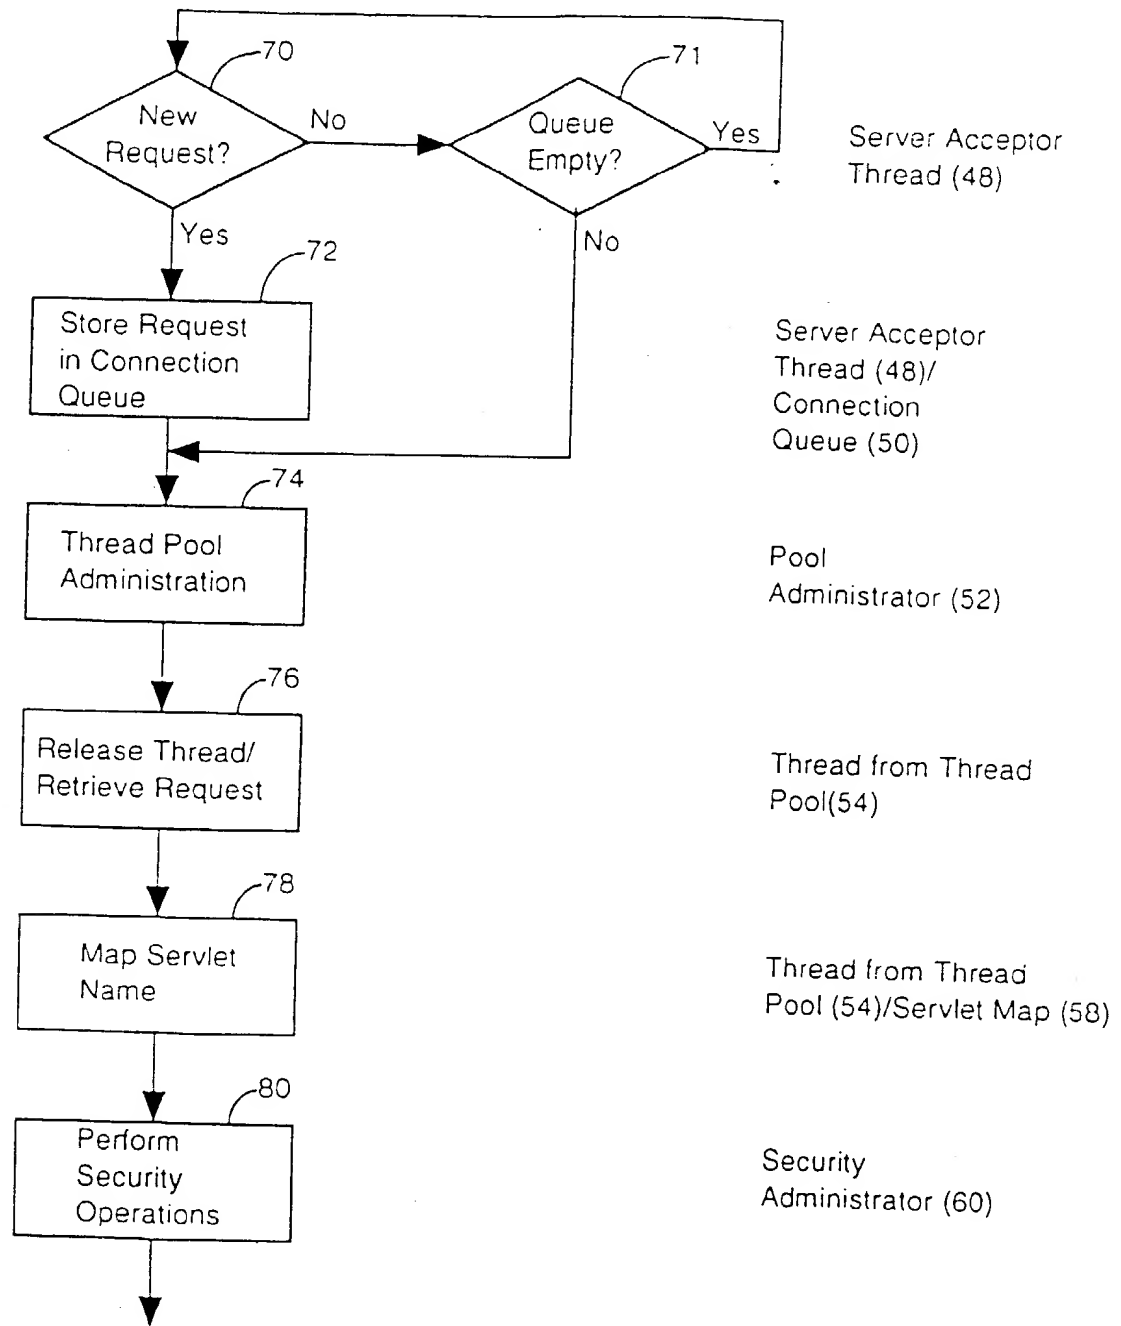 70
71
New
Request?
No
Queue
Empty?
Yes
Server Acceptor
Thread (48)
Yes
No
72
Store Request
in Connection
Queue
Server Acceptor
Thread (48)/
Connection
Queue (50)
74
Thread Pool
Administration
Pool
Administrator (52)
76
Release Thread/
Retrieve Request
Thread from Thread
Pool(54)
78
Map Servlet
Name
Thread from Thread
Pool (54)/Servlet Map (58)
80
Perform
Security
Operations
Security
Administrator (60)